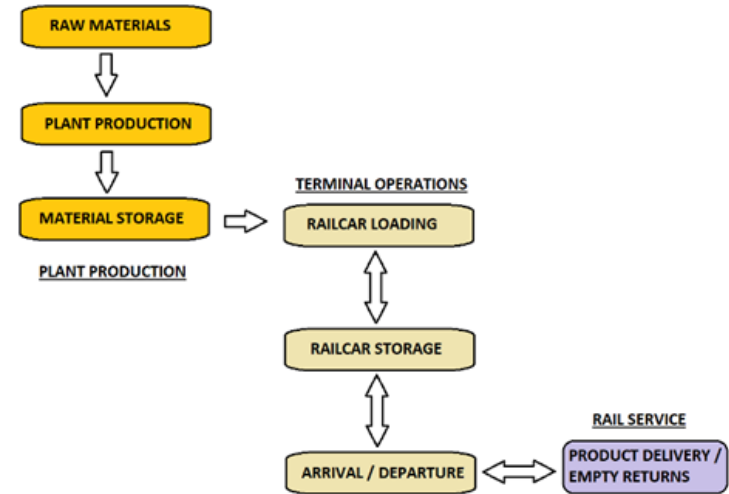 RAW MATERIALS
PLANT PRODUCTION
MATERIAL STORAGE
PLANT PRODUCTION
TERMINAL OPERATIONS
RAILCAR LOADING
RAILCAR STORAGE
ARRIVAL / DEPARTURE
RAIL SERVICE
PRODUCT DELIVERY /
EMPTY RETURNS